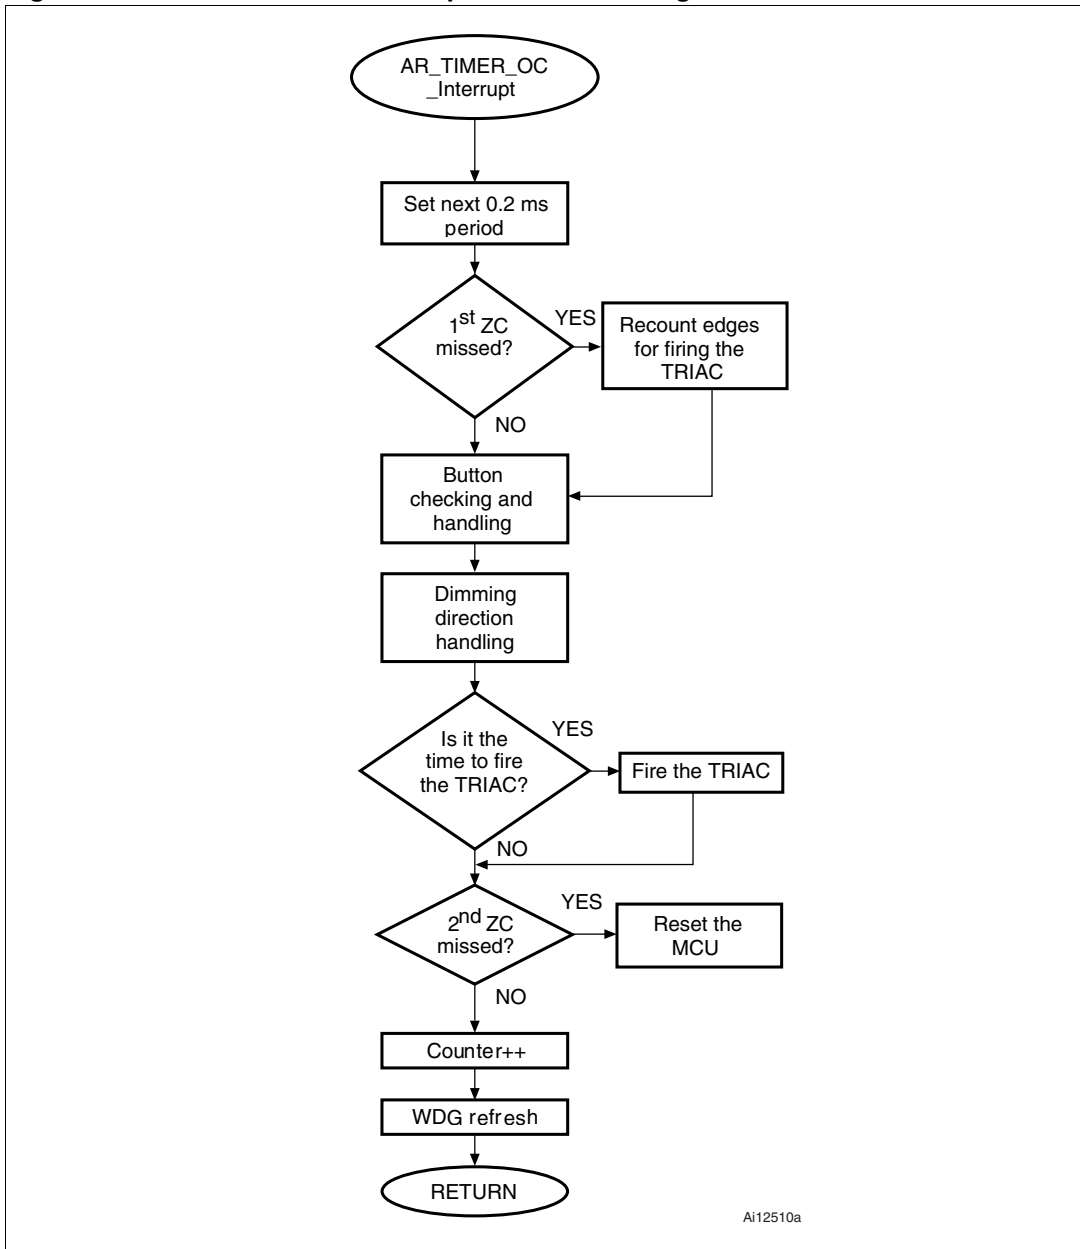 AR_TIMER_OC
_Interrupt
Set next 0.2 ms
period
1st ZC
missed?
YES
Recount edges
for firing the
TRIAC
NO
Button
checking and
handling
Dimming
direction
handling
Is it the
time to fire
the TRIAC?
YES
Fire the TRIAC
NO
2nd ZC
missed?
YES
Reset the
MCU
NO
Counter++
WDG refresh
RETURN
Ai12510a